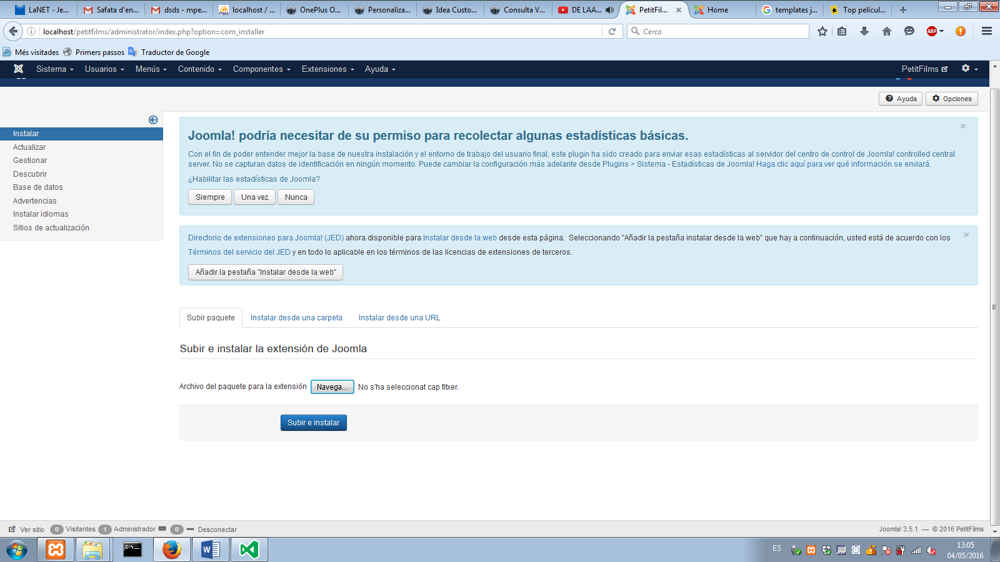 LaNET - Je...
Safata d'en...
dsds - mpe...
localhost / ...
OnePlus O...
Personaliza...
Idea Custo...
Consulta V...
DE LAA...
PetitFil...
Home
templates j...
Top películ...
localhost/petitfilms/administrator/index.php?option=com_installer
Cerca
ABP
Més visitades
Primers passos
Traductor de Google
Sistema
Usuarios
Menús
Contenido
Componentes
Extensiones
Ayuda
PetitFilms
Ayuda
Opciones
Instalar
Actualizar
Gestionar
Descubrir
Base de datos
Advertencias
Instalar idiomas
Sitios de actualización
Joomla! podría necesitar de su permiso para recolectar algunas estadísticas básicas.
Con el fin de poder entender mejor la base de nuestra instalación y el entorno de trabajo del usuario final, este plugin ha sido creado para enviar esas estadísticas al servidor del centro de control de Joomla! controlled central
server. No se capturan datos de identificación en ningún momento. Puede cambiar la configuración más adelante desde Plugins > Sistema - Estadísticas de Joomla! Haga clic aquí para ver qué información se enviará.
¿Habilitar las estadísticas de Joomla?
Siempre
Una vez
Nunca
Directorio de extensiones para Joomla! (JED) ahora disponible para Instalar desde la web desde esta página. Seleccionando "Añadir la pestaña instalar desde la web" que hay a continuación, usted está de acuerdo con los
Términos del servicio del JED y en todo lo aplicable en los términos de las licencias de extensiones de terceros.
Añadir la pestaña "Instalar desde la web"
Subir paquete
Instalar desde una carpeta
Instalar desde una URL
Subir e instalar la extensión de Joomla
Archivo del paquete para la extensión
Navega...
No s'ha seleccionat cap fitxer.
Subir e instalar
Ver sitio
0 Visitantes
1 Administrador
0
Desconectar
Joomla! 3.5.1 — © 2016 PetitFilms
ES
13:05
04/05/2016